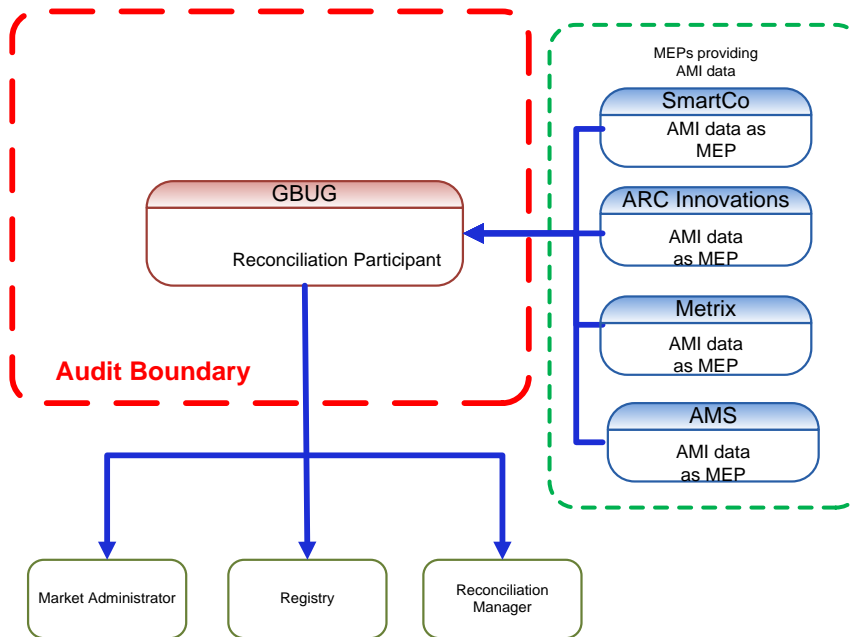 MEPs providing
AMI data
SmartCo
AMI data as
MEP
GBUG
Reconciliation Participant
ARC Innovations
AMI data
as MEP
Metrix
AMI data
as MEP
Audit Boundary
AMS
AMI data
as MEP
Market Administrator
Registry
Reconciliation
Manager